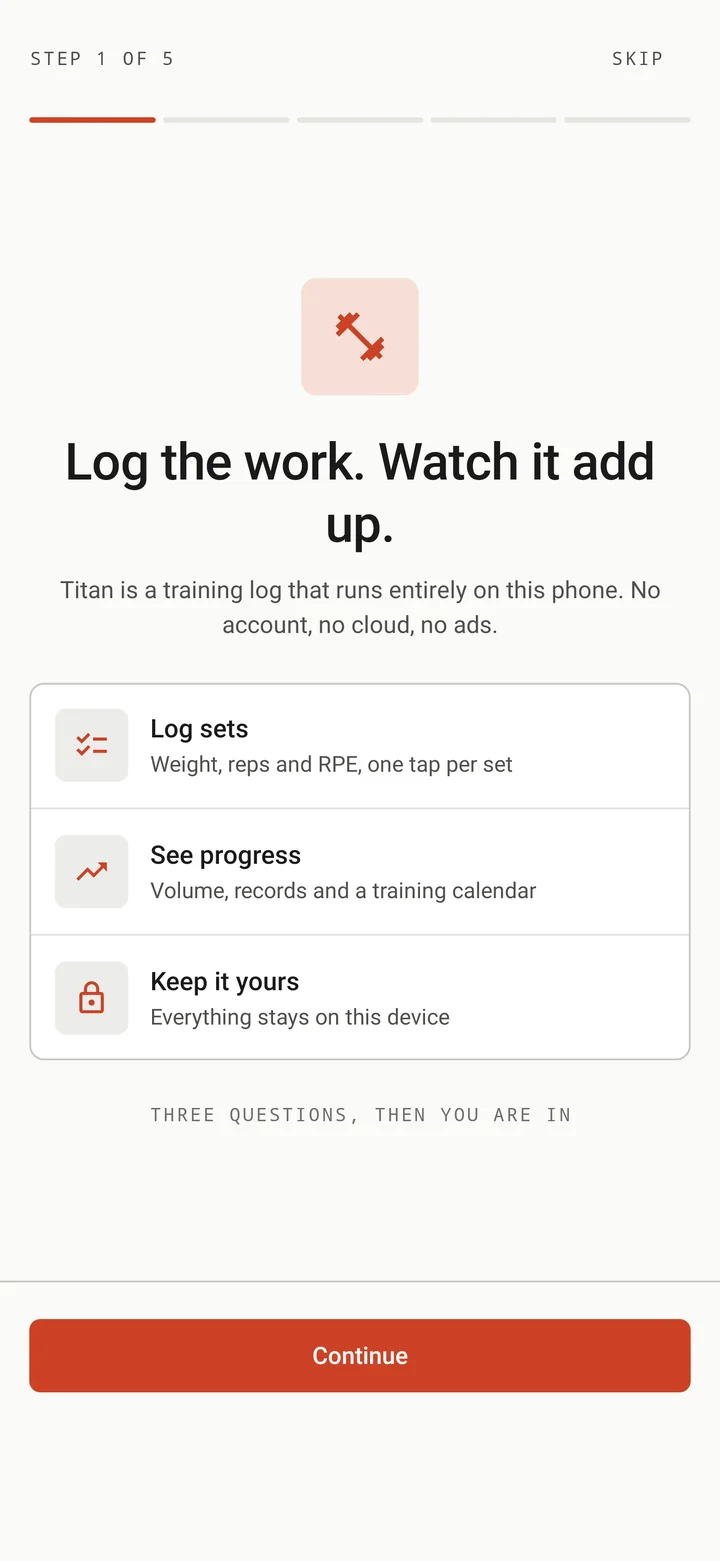 STEP 1 OF 5
SKIP
Log the work. Watch it add
up.
Titan is a training log that runs entirely on this phone. No
account, no cloud, no ads.
Log sets
Weight, reps and RPE, one tap per set
See progress
Volume, records and a training calendar
Keep it yours
Everything stays on this device
THREE QUESTIONS, THEN YOU ARE IN
Continue